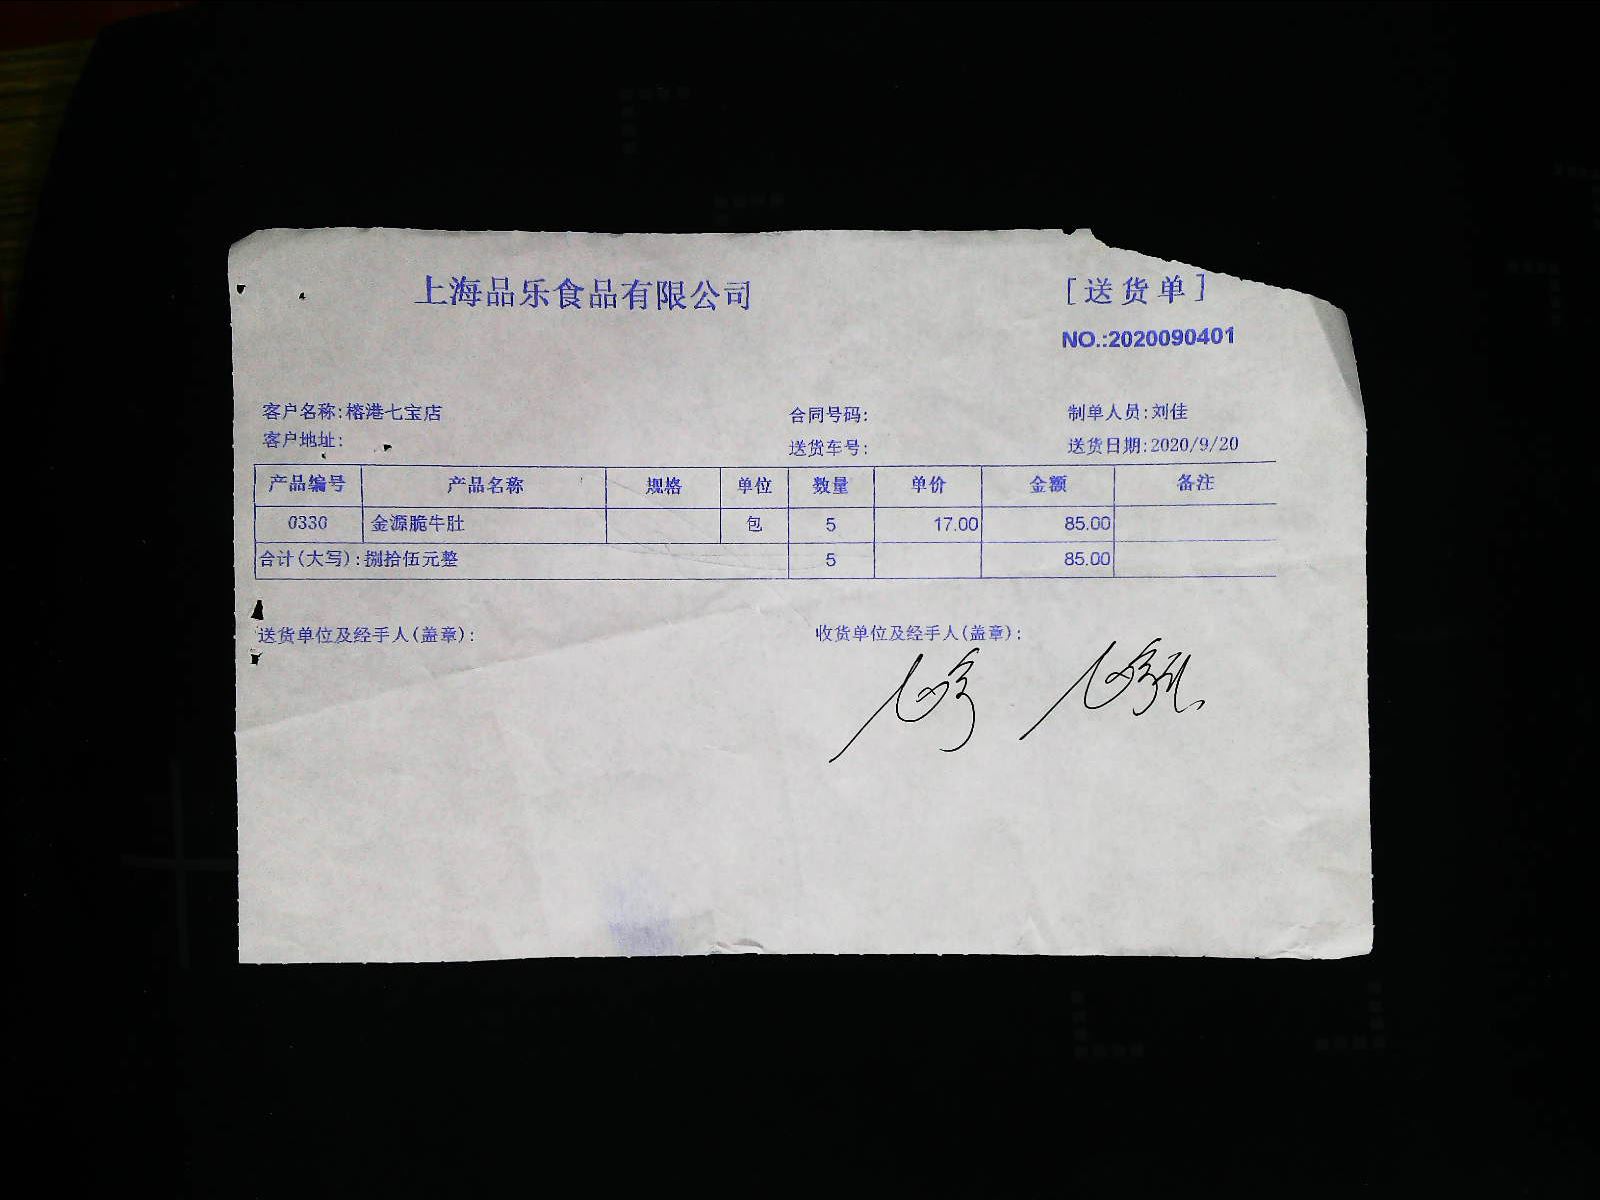 上海品乐食品有限公司 [送货单]
NO.:2020090401
客户名称:榕港七宝店 合同号码: 制单人员:刘佳
客户地址: 送货车号: 送货日期:2020/9/20
产品编号 产品名称 规格 单位 数量 单价 金额 备注
0330 金源脆牛肚 包 5 17.00 85.00
合计(大写):捌拾伍元整 5 85.00
送货单位及经手人(盖章): 收货单位及经手人(盖章):